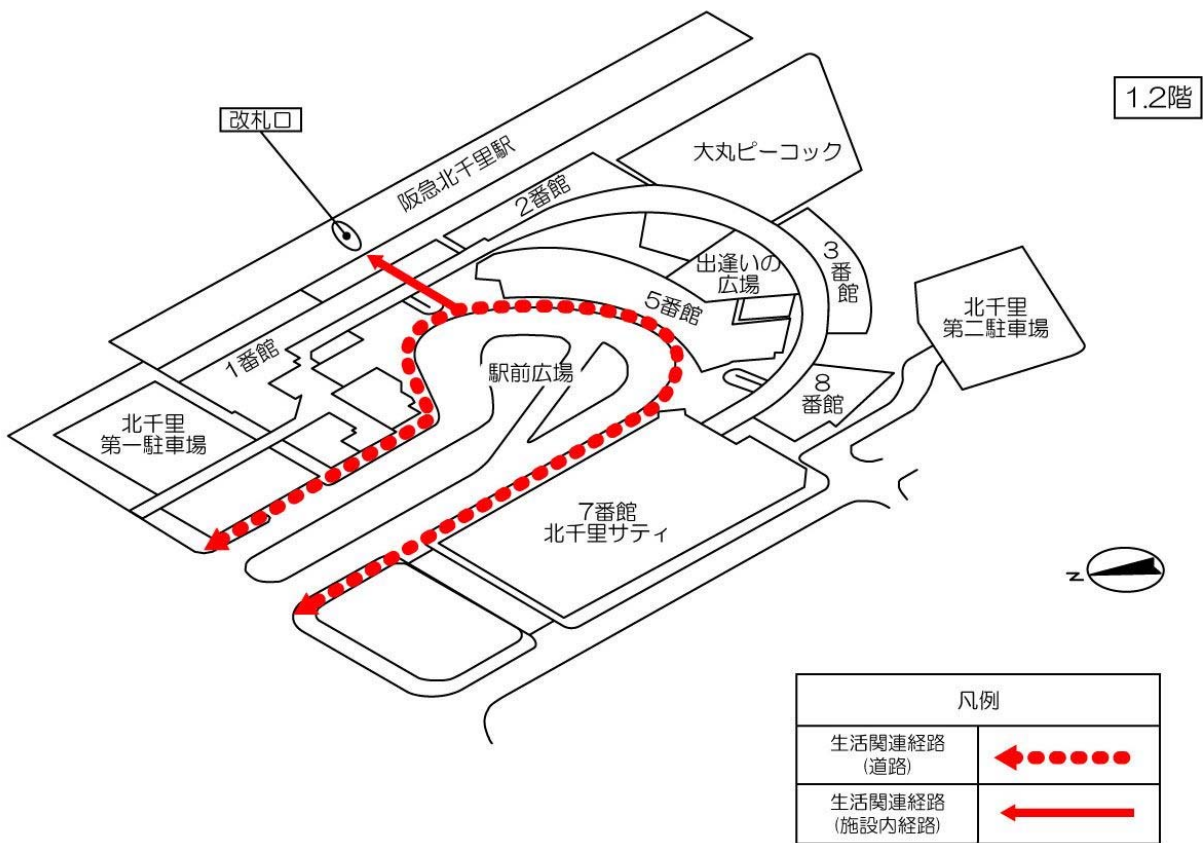 1.2階
改札口
阪急北千里駅
大丸ピーコック
2番館
出逢いの
広場
3
番
館
5番館
北千里
第二駐車場
1番館
駅前広場
8
番館
北千里
第一駐車場
7番館
北千里サティ
N
凡例
生活関連経路
(道路)
生活関連経路
(施設内経路)